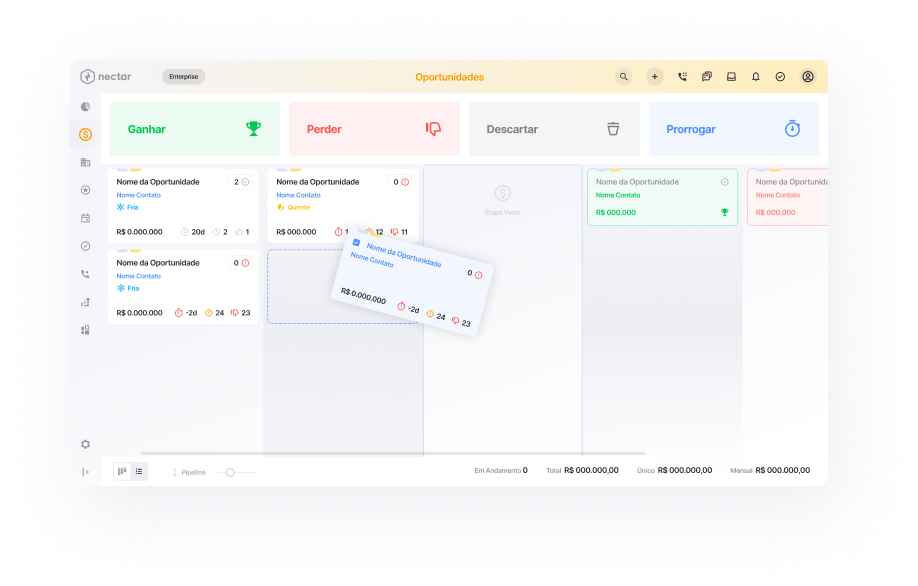 nectar
Enterprise
Oportunidades
Ganhar
Perder
Descartar
Prorrogar
Nome da Oportunidade
2
Nome Contato
Fria
R$ 0.000.000
20d
2
1
Nome da Oportunidade
0
Nome Contato
Fria
R$ 0.000.000
-2d
24
23
Nome da Oportunidade
0
Nome Contato
Quente
R$ 000.000
1
12
11
Nome da Oportunidade
Nome Contato
0
R$ 0.000.000
-2d
24
23
Etapa Vazia
Nome da Oportunidade
Nome Contato
R$ 000.000
Nome da Oportunida
Nome Contato
R$ 000.000
Pipeline
Em Andamento 0
Total R$ 000.000,00
Único R$ 000.000,00
Mensal R$ 000.000,00